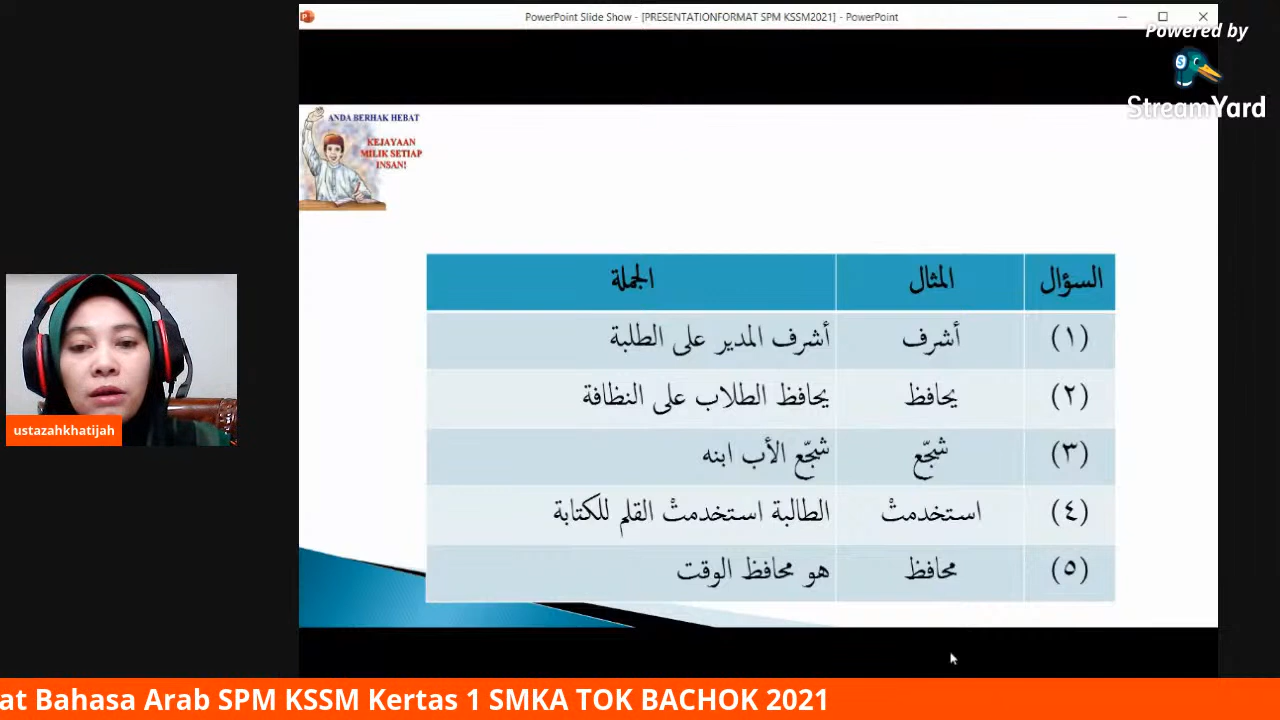 PowerPoint Slide Show - [PRESENTATIONFORMAT SPM KSSM2021] - PowerPoint
Powered by
StreamYard
ANDA BERHAK HEBAT
KEJAYAAN
MILIK SETIAP
INSAN!
السؤال المثال الجملة
(١) أشرف أشرف المدير على الطلبة
(٢) يحافظ يحافظ الطلاب على النظافة
(٣) شجّع شجّع الأب ابنه
(٤) استخدمتْ الطالبة استخدمتْ القلم للكتابة
(٥) محافظ هو محافظ الوقت
ustazahkhatijah
at Bahasa Arab SPM KSSM Kertas 1 SMKA TOK BACHOK 2021